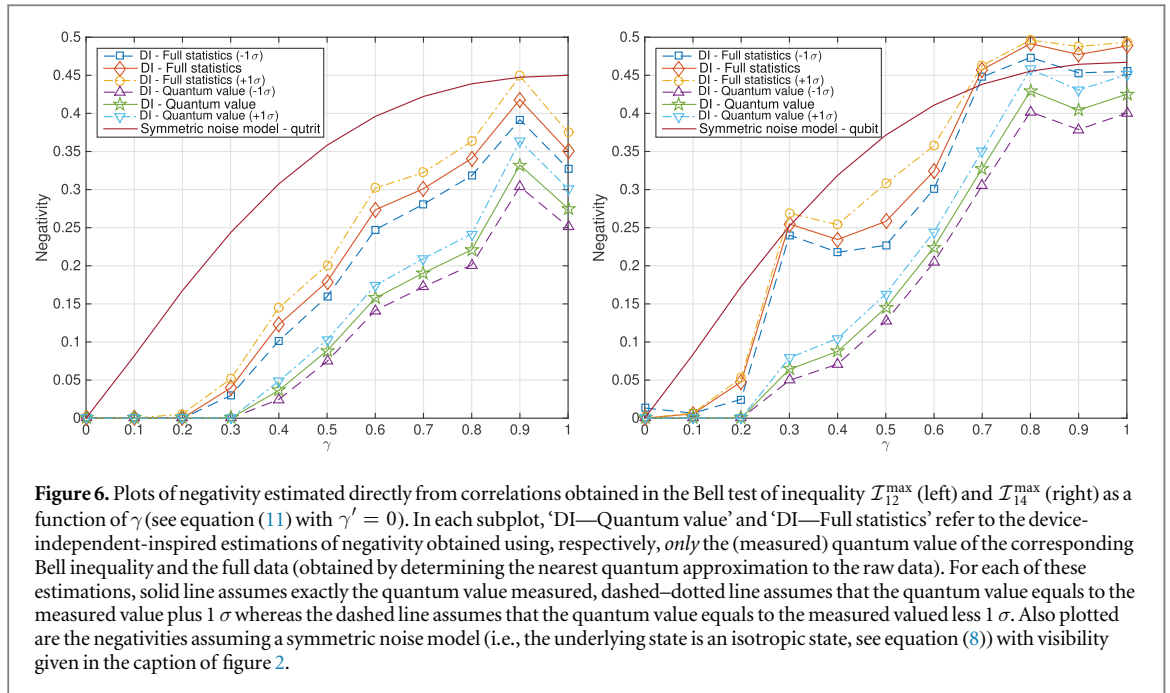 0.5
0.45
0.4
0.35
0.3
0.25
0.2
0.15
0.1
0.05
0
Negativity
DI - Full statistics (-1σ)
DI - Full statistics
DI - Full statistics (+1σ)
DI - Quantum value (-1σ)
DI - Quantum value
DI - Quantum value (+1σ)
Symmetric noise model - qutrit
0 0.1 0.2 0.3 0.4 0.5 0.6 0.7 0.8 0.9 1
γ
0.5
0.45
0.4
0.35
0.3
0.25
0.2
0.15
0.1
0.05
0
Negativity
DI - Full statistics (-1σ)
DI - Full statistics
DI - Full statistics (+1σ)
DI - Quantum value (-1σ)
DI - Quantum value
DI - Quantum value (+1σ)
Symmetric noise model - qubit
0 0.1 0.2 0.3 0.4 0.5 0.6 0.7 0.8 0.9 1
γ
Figure 6. Plots of negativity estimated directly from correlations obtained in the Bell test of inequality 𝓘₁₂ᵐᵃˣ (left) and 𝓘₁₄ᵐᵃˣ (right) as a
function of γ (see equation (11) with γ′ = 0). In each subplot, ‘DI—Quantum value’ and ‘DI—Full statistics’ refer to the device-
independent-inspired estimations of negativity obtained using, respectively, only the (measured) quantum value of the corresponding
Bell inequality and the full data (obtained by determining the nearest quantum approximation to the raw data). For each of these
estimations, solid line assumes exactly the quantum value measured, dashed–dotted line assumes that the quantum value equals to the
measured value plus 1 σ whereas the dashed line assumes that the quantum value equals to the measured valued less 1 σ. Also plotted
are the negativities assuming a symmetric noise model (i.e., the underlying state is an isotropic state, see equation (8)) with visibility
given in the caption of figure 2.